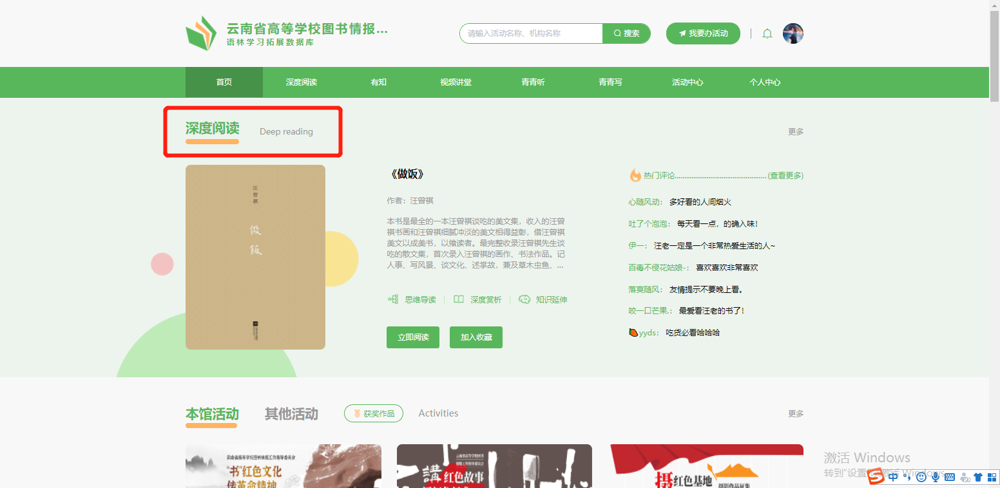 云南省高等学校图书情报...
语林学习拓展数据库
请输入活动名称、机构名称
搜索
我要办活动
首页 深度阅读 有知 视频讲堂 青青听 青青写 活动中心 个人中心
深度阅读 Deep reading 更多
汪曾祺
做饭
《做饭》
作者：汪曾祺
本书是最全的一本汪曾祺谈吃的美文集，收入的汪曾
祺书画和汪曾祺细腻冲淡的美文相得益彰，借汪曾祺
美文以成美书，以飨读者。最完整收录汪曾祺先生谈
吃的散文集，首次录入汪曾祺的画作、书法作品。记
人事、写风景、谈文化、述掌故，兼及草木虫鱼、...
思维导读 深度赏析 知识延伸
立即阅读 加入收藏
热门评论................................................(查看更多)
心随风动： 多好看的人间烟火
吐了个泡泡： 每天看一点，的确入味！
伊一： 汪老一定是一个非常热爱生活的人~
百毒不侵花姑娘-： 喜欢喜欢非常喜欢
落寞随风： 友情提示不要晚上看。
咬一口芒果.： 最爱看汪老的书了！
yyds： 吃货必看哈哈哈
本馆活动 其他活动 获奖作品 Activities 更多
云南省高等学校图书情报工作指导委员会
“书”红色文化
传革命精神
云南省高等学校图书
情报工作指导委员会
講红色故事
摄红色基地
摄影作品征集
激活 Windows
转到"设置"以激活 Windows。
中